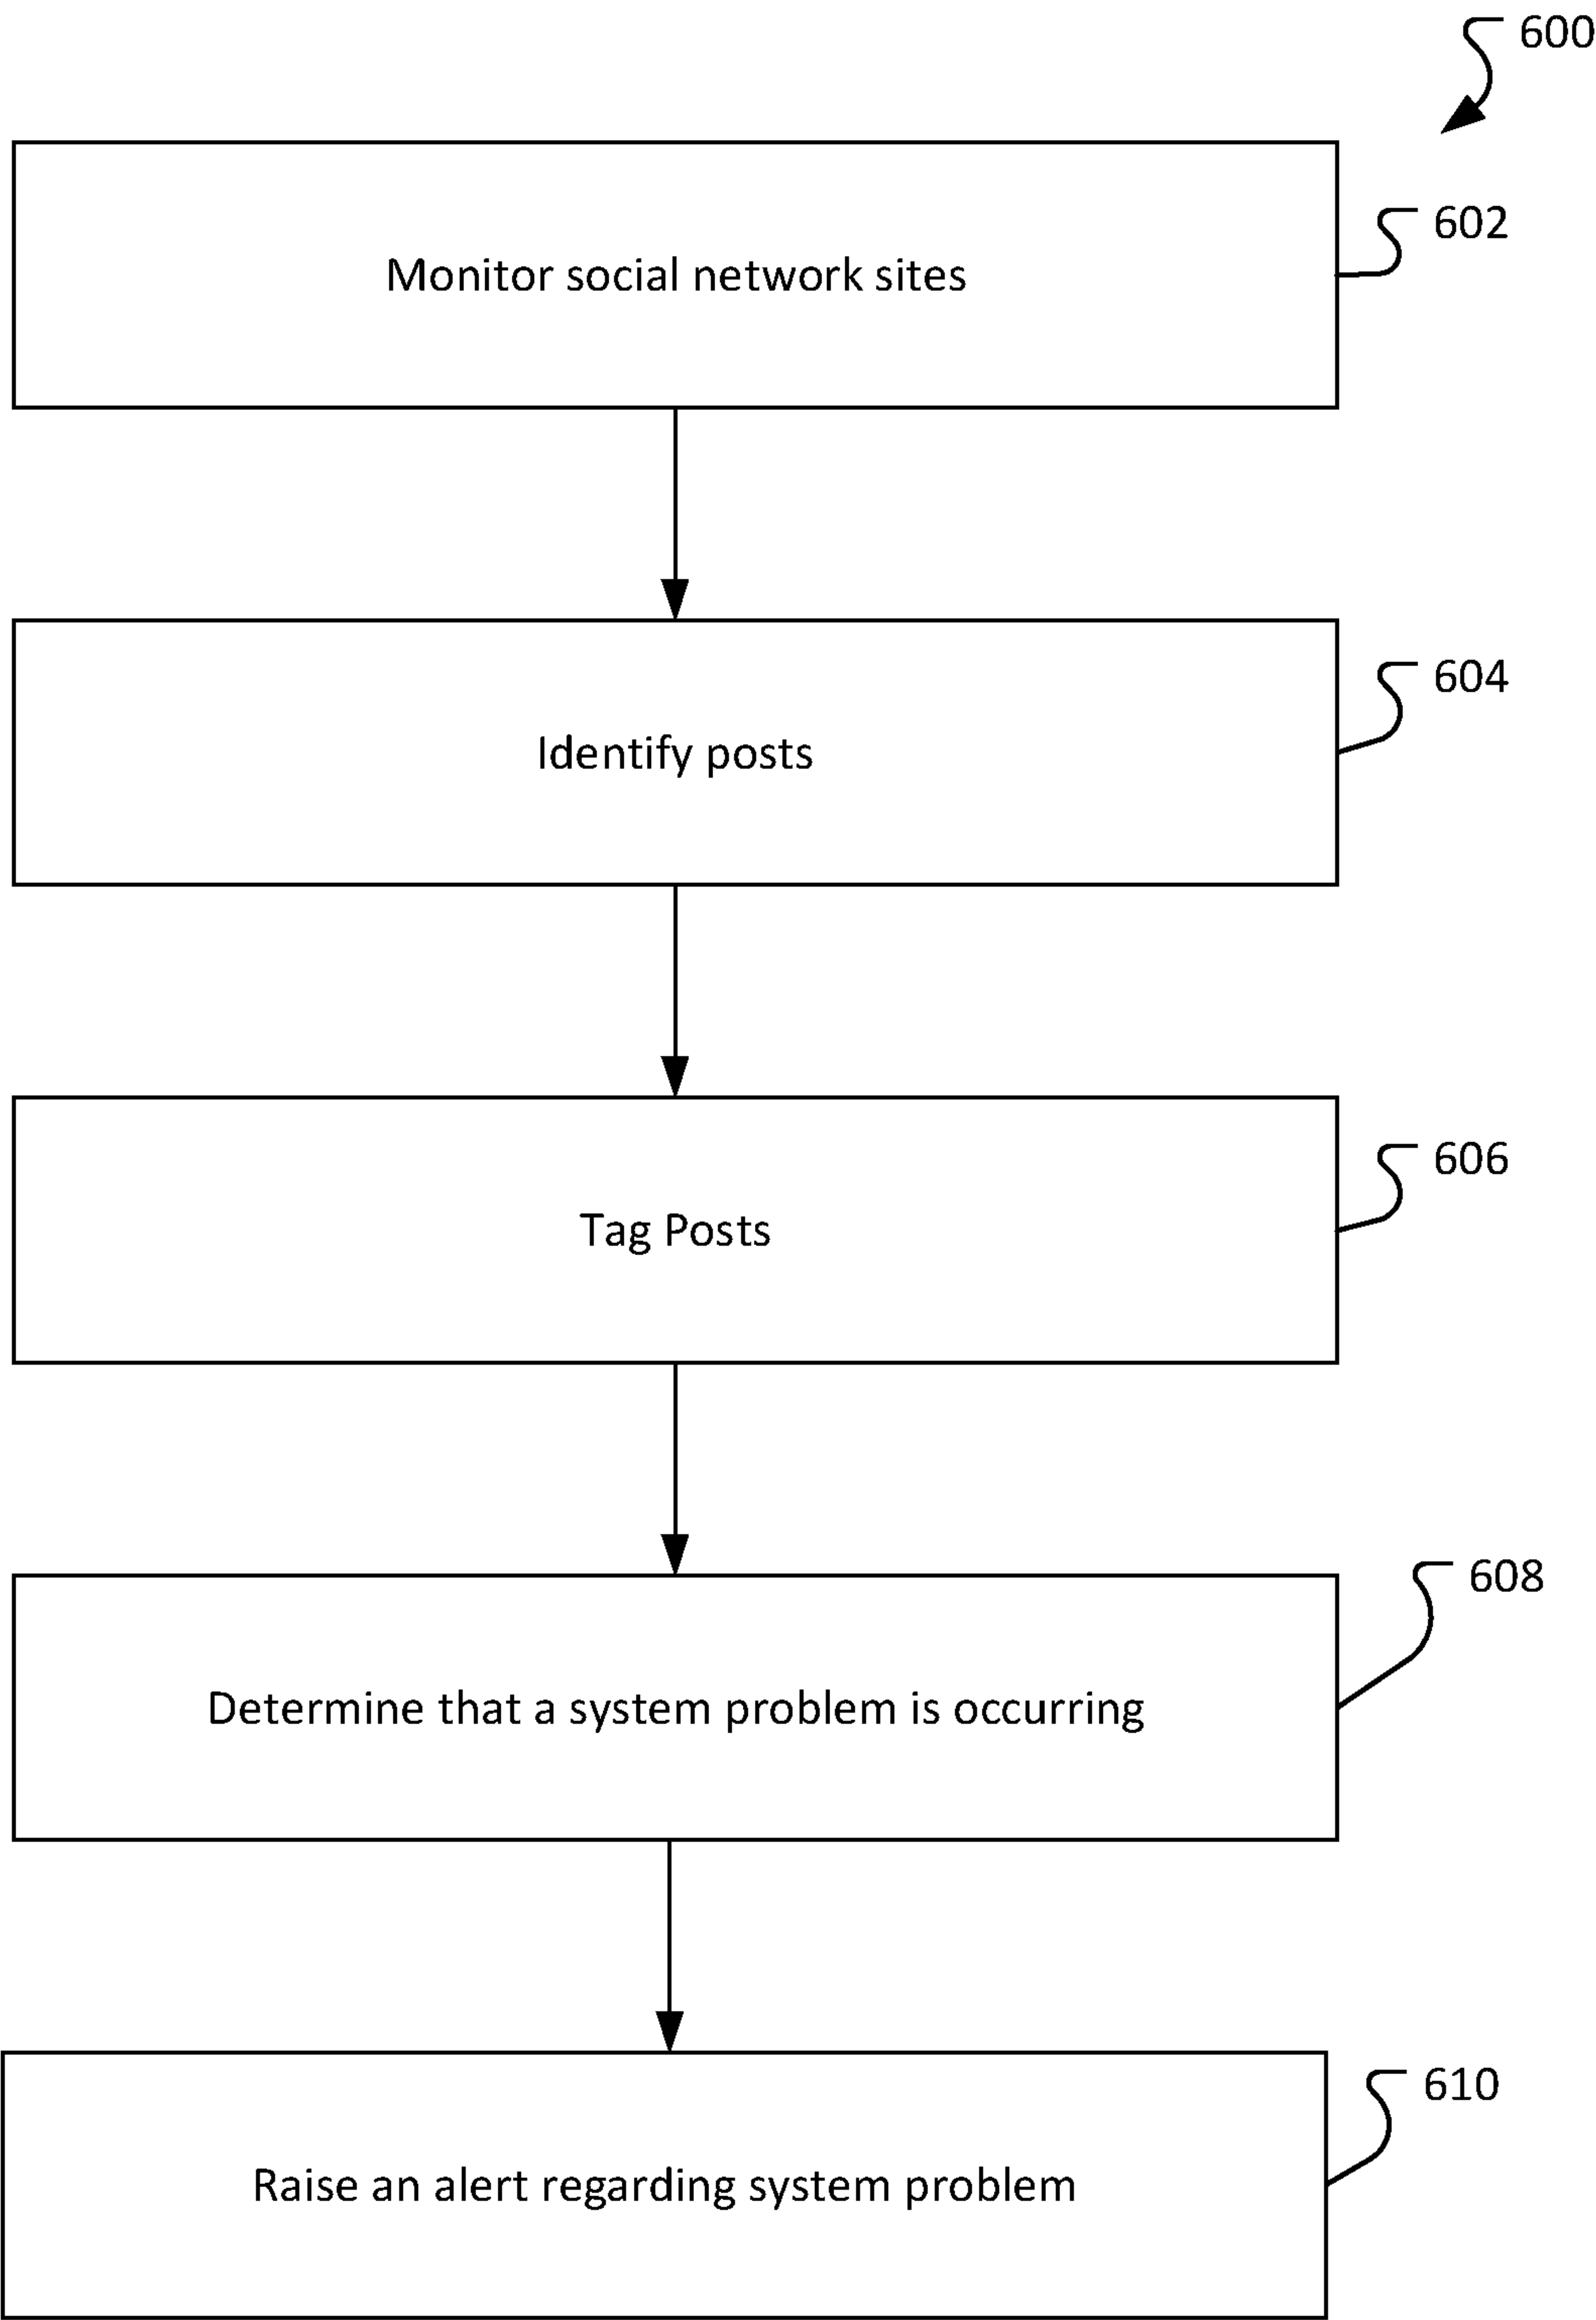 600
Monitor social network sites
602
Identify posts
604
Tag Posts
606
Determine that a system problem is occurring
608
Raise an alert regarding system problem
610